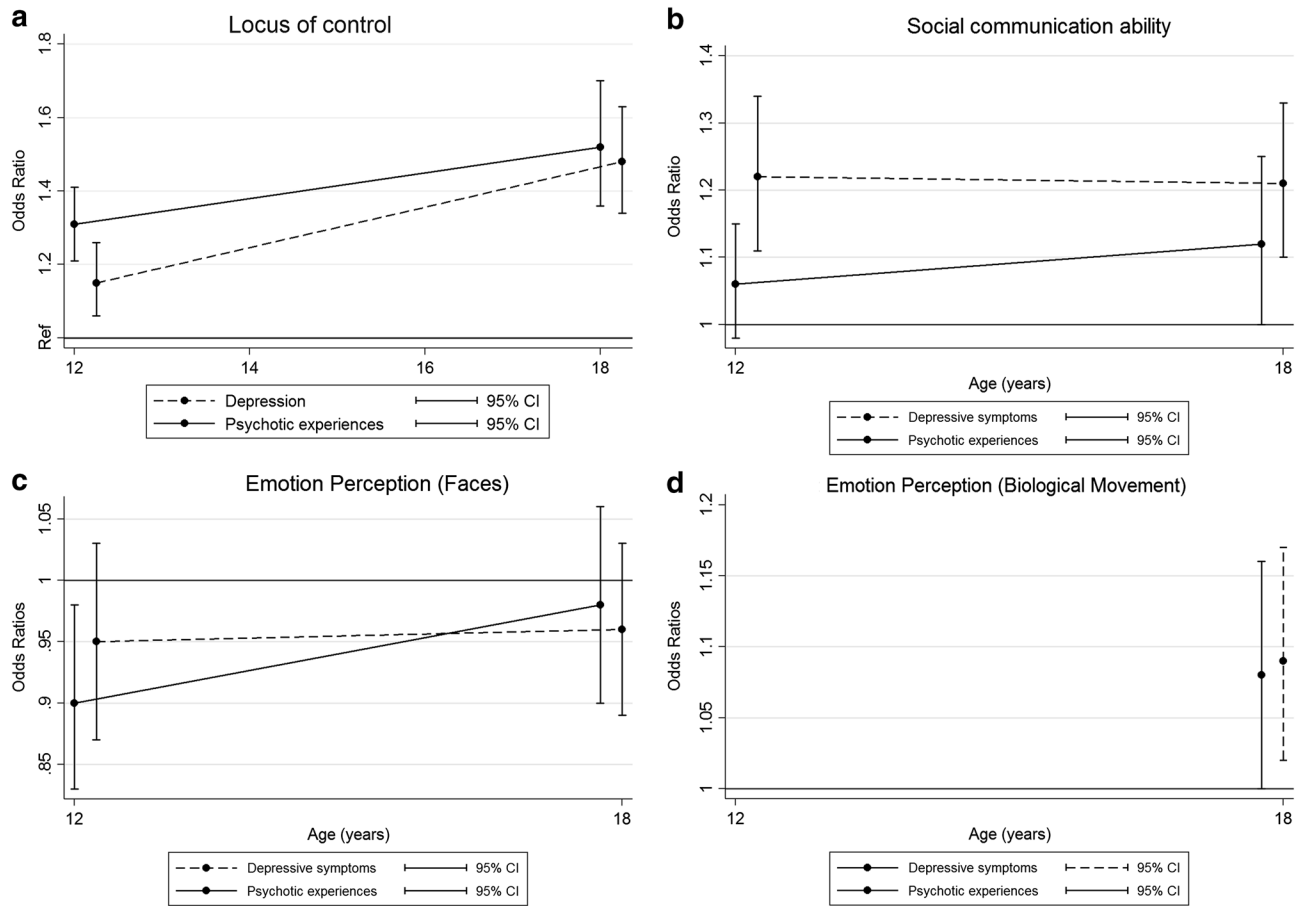 a
Locus of control
Odds Ratio
1.8
1.6
1.4
1.2
Ref
12
14
16
18
Depression 95% CI
Psychotic experiences 95% CI
b
Social communication ability
Odds Ratio
1.4
1.3
1.2
1.1
1
12
18
Age (years)
Depressive symptoms 95% CI
Psychotic experiences 95% CI
c
Emotion Perception (Faces)
Odds Ratios
1.05
1
.95
.9
.85
12
18
Age (years)
Depressive symptoms 95% CI
Psychotic experiences 95% CI
d
Emotion Perception (Biological Movement)
Odds Ratios
1.2
1.15
1.1
1.05
1
12
18
Age (years)
Depressive symptoms 95% CI
Psychotic experiences 95% CI